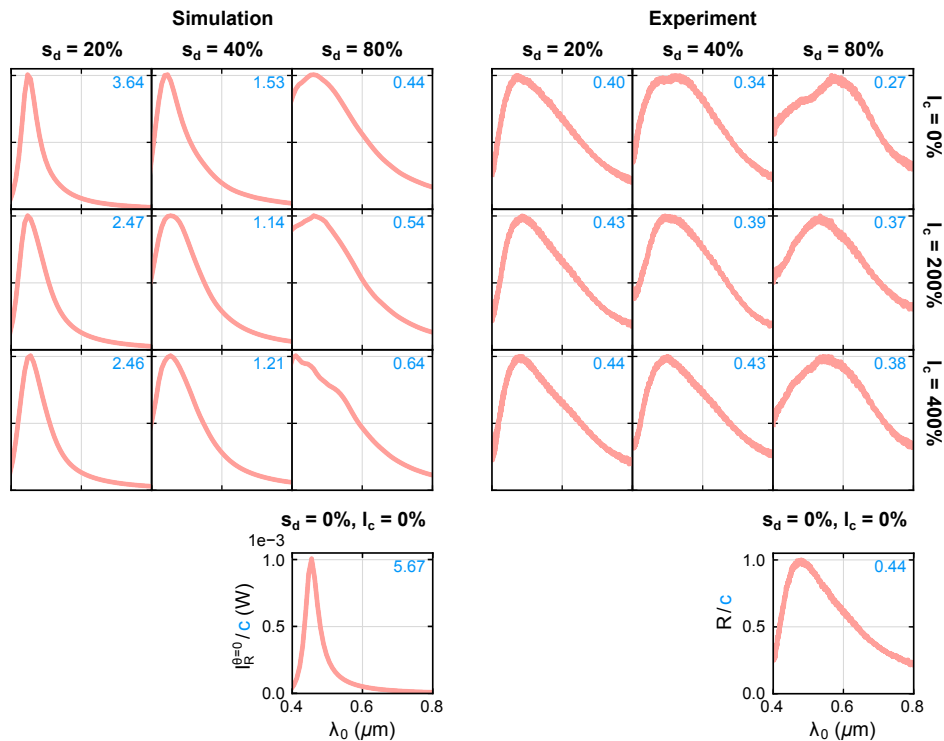 Simulation Experiment
s_d = 20% s_d = 40% s_d = 80% s_d = 20% s_d = 40% s_d = 80%
3.64 1.53 0.44 0.40 0.34 0.27 l_c = 0%
2.47 1.14 0.54 0.43 0.39 0.37 l_c = 200%
2.46 1.21 0.64 0.44 0.43 0.38 l_c = 400%
s_d = 0%, l_c = 0% s_d = 0%, l_c = 0%
1e−3
5.67 0.44
1.0 1.0
0.5 0.5
0.0 0.0
I_R^{θ=0}/c (W) R/c
0.4 0.6 0.8 0.4 0.6 0.8
λ_0 (μm) λ_0 (μm)